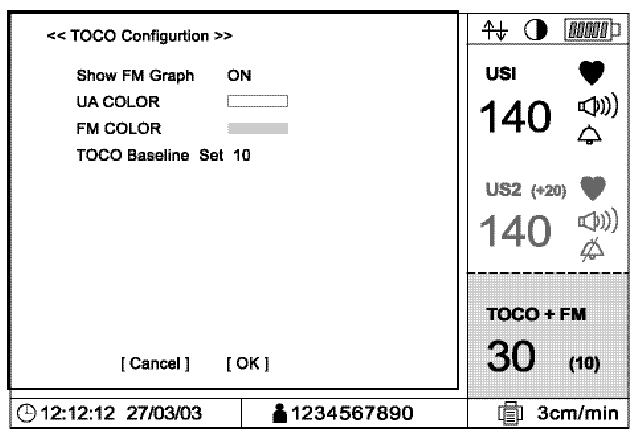 << TOCO Configurtion >>
Show FM Graph ON
UA COLOR
FM COLOR
TOCO Baseline Set 10
[ Cancel ] [ OK ]
US1
140
US2 (+20)
140
TOCO + FM
30 (10)
12:12:12 27/03/03
1234567890
3cm/min